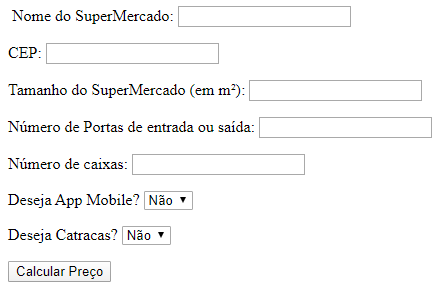 Nome do SuperMercado:
CEP:
Tamanho do SuperMercado (em m²):
Número de Portas de entrada ou saída:
Número de caixas:
Deseja App Mobile? Não ▼
Deseja Catracas? Não ▼
Calcular Preço